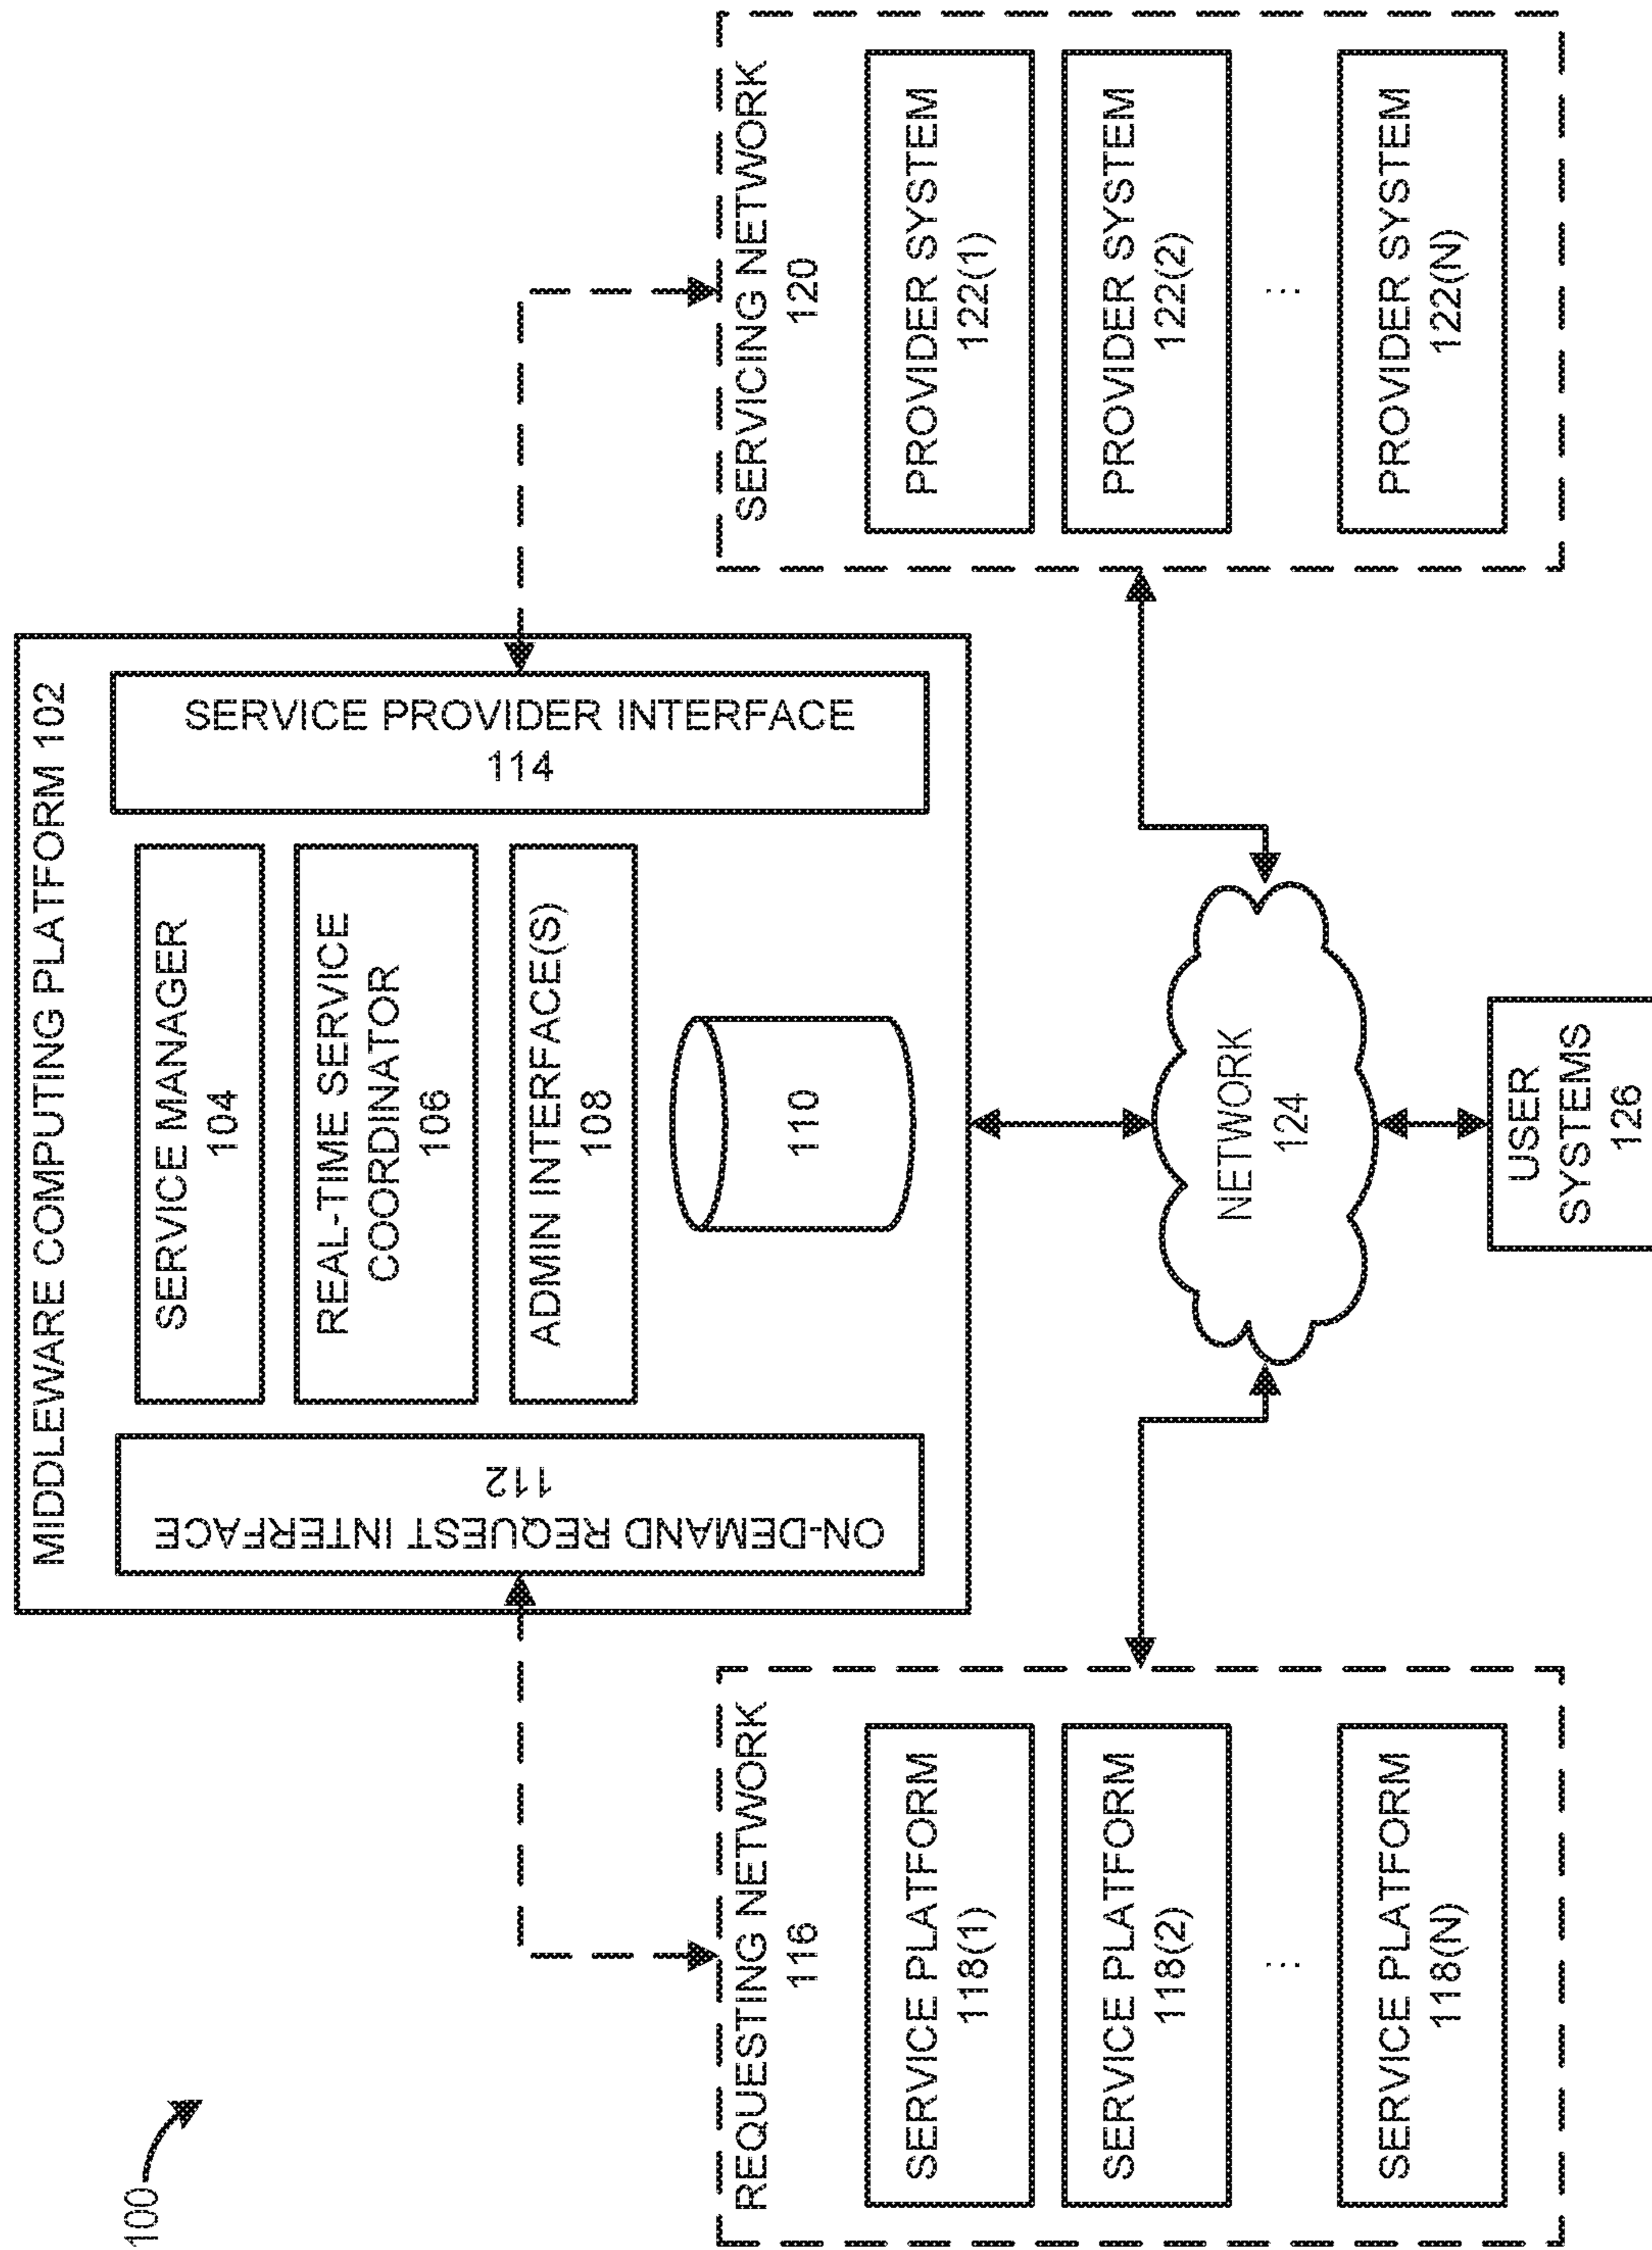 100
MIDDLEWARE COMPUTING PLATFORM 102
ON-DEMAND REQUEST INTERFACE
112
SERVICE MANAGER
104
REAL-TIME SERVICE
COORDINATOR
106
ADMIN INTERFACE(S)
108
110
SERVICE PROVIDER INTERFACE
114
REQUESTING NETWORK
116
SERVICE PLATFORM
118(1)
SERVICE PLATFORM
118(2)
...
SERVICE PLATFORM
118(N)
NETWORK
124
USER
SYSTEMS
126
SERVICING NETWORK
120
PROVIDER SYSTEM
122(1)
PROVIDER SYSTEM
122(2)
...
PROVIDER SYSTEM
122(N)